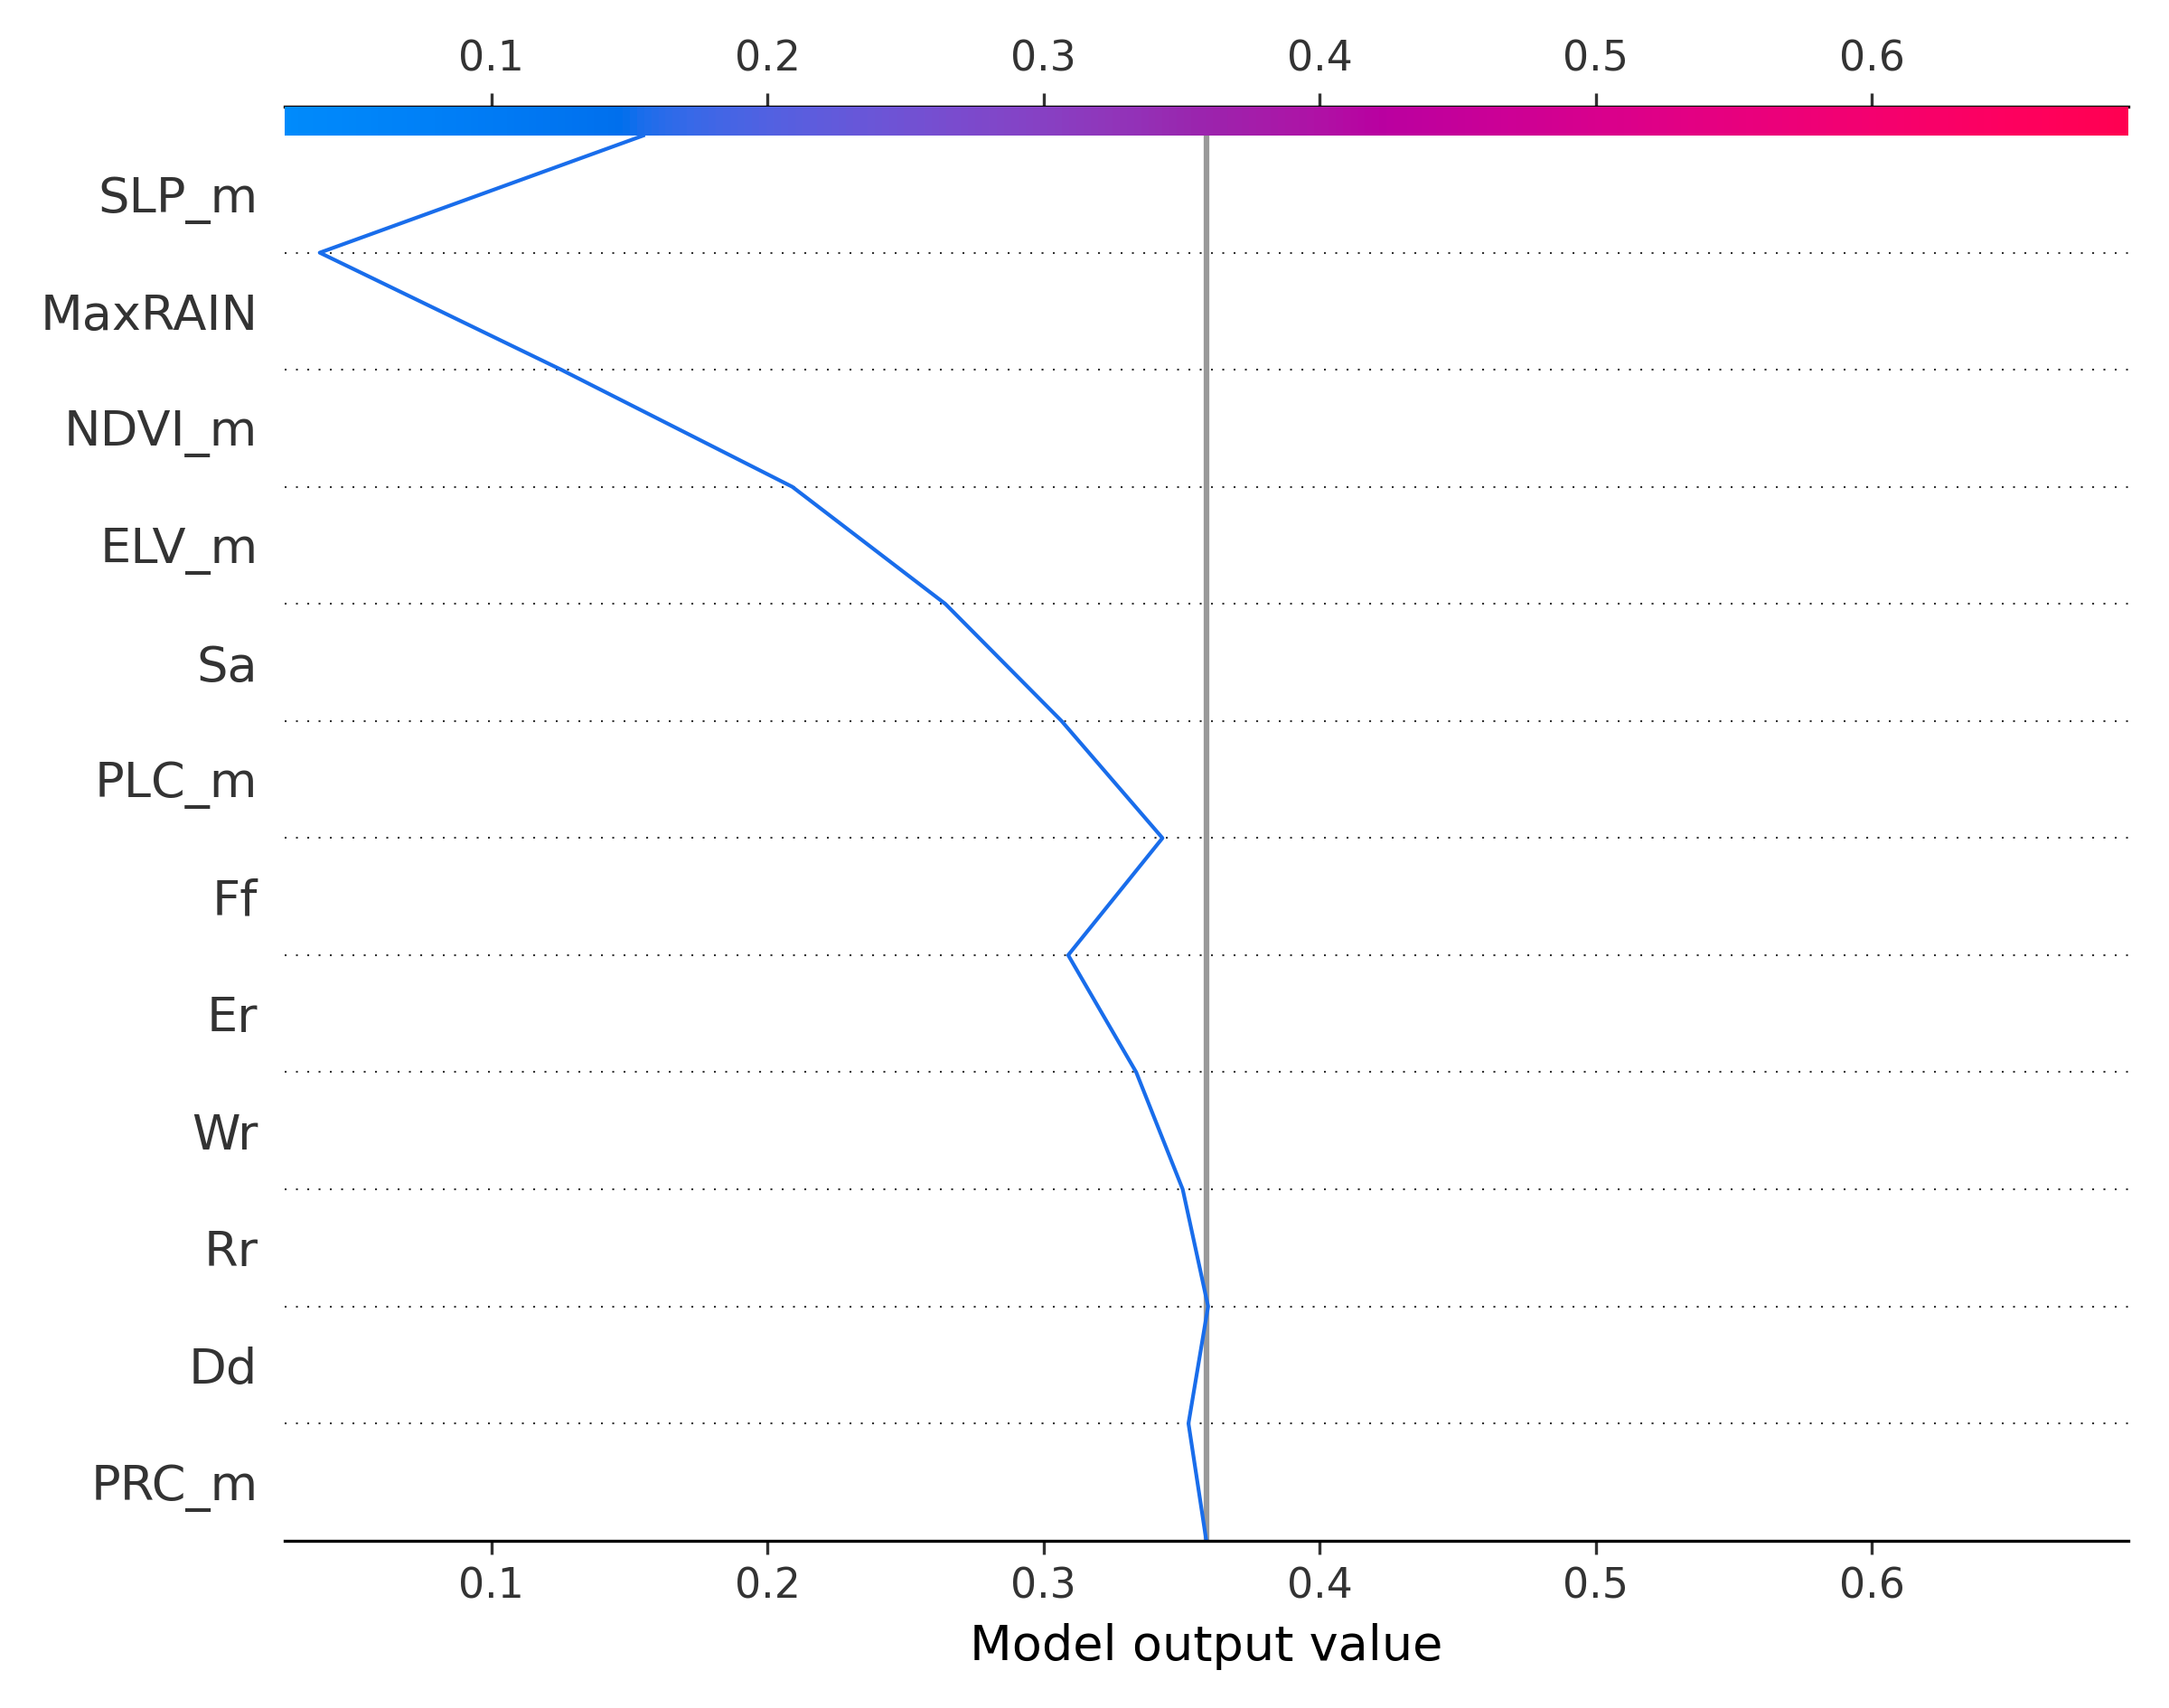 0.1 0.2 0.3 0.4 0.5 0.6
SLP_m
MaxRAIN
NDVI_m
ELV_m
Sa
PLC_m
Ff
Er
Wr
Rr
Dd
PRC_m
0.1 0.2 0.3 0.4 0.5 0.6
Model output value